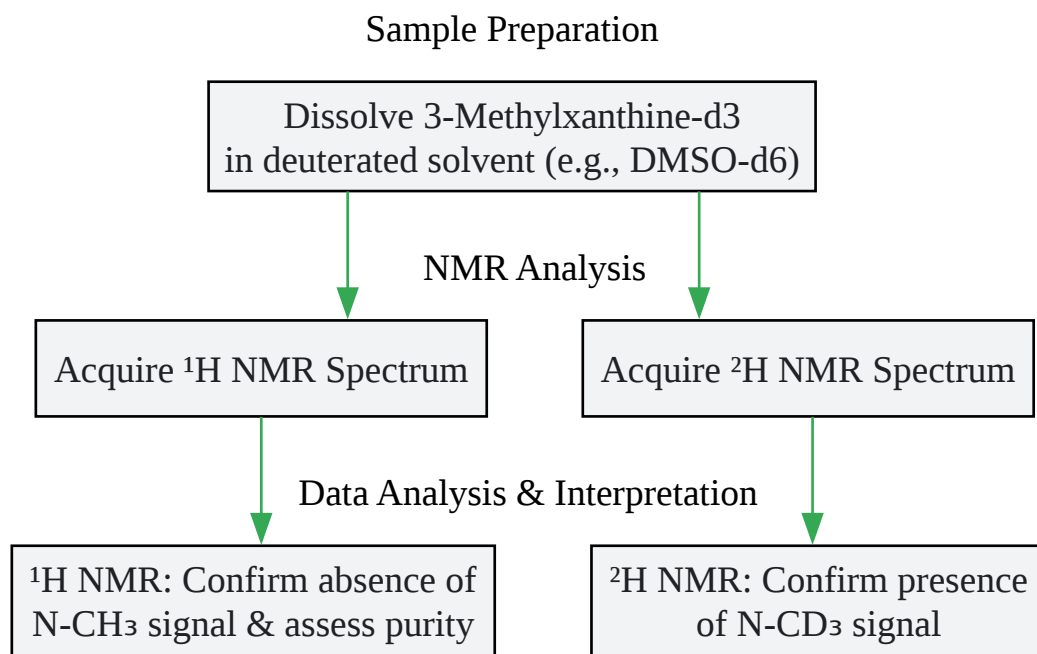 Sample Preparation
Dissolve 3-Methylxanthine-d3
in deuterated solvent (e.g., DMSO-d6)
NMR Analysis
Acquire ¹H NMR Spectrum
Acquire ²H NMR Spectrum
Data Analysis & Interpretation
¹H NMR: Confirm absence of
N-CH₃ signal & assess purity
²H NMR: Confirm presence
of N-CD₃ signal